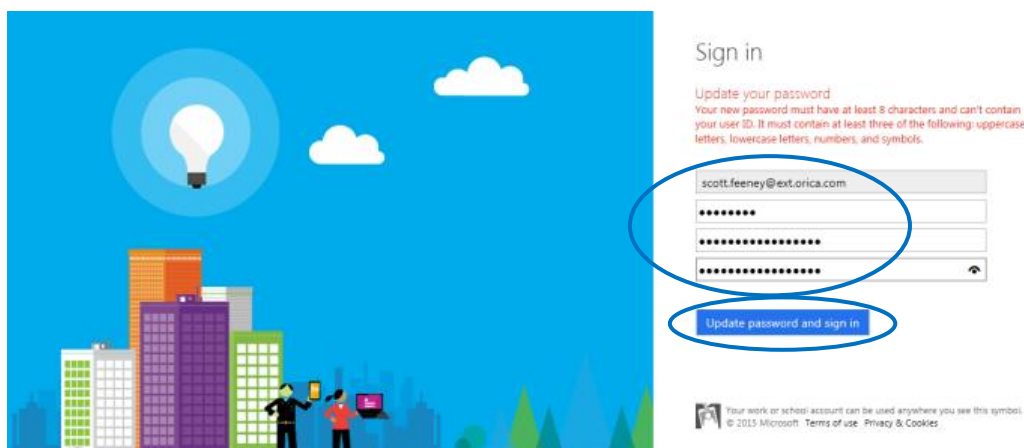 Sign in
Update your password
Your new password must have at least 8 characters and can't contain
your user ID. It must contain at least three of the following: uppercase
letters, lowercase letters, numbers, and symbols.
scott.feeney@ext.orica.com
••••••••
•••••••••••••••••
•••••••••••••••••
Update password and sign in
Your work or school account can be used anywhere you see this symbol.
© 2015 Microsoft Terms of use Privacy & Cookies